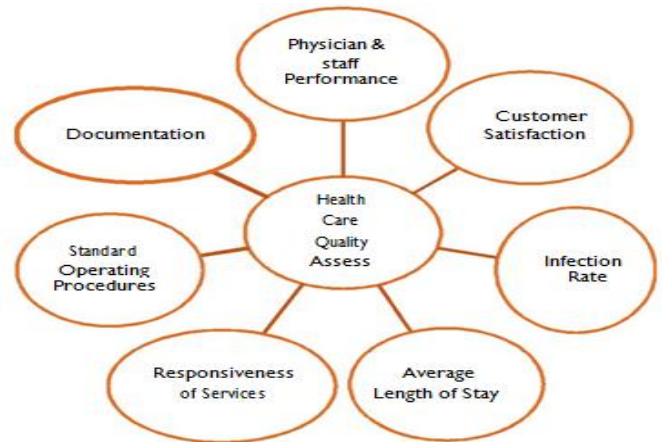 Physician &
staff
Performance
Documentation
Customer
Satisfaction
Health
Care
Quality
Assess
Standard
Operating
Procedures
Infection
Rate
Responsiveness
of Services
Average
Length of Stay